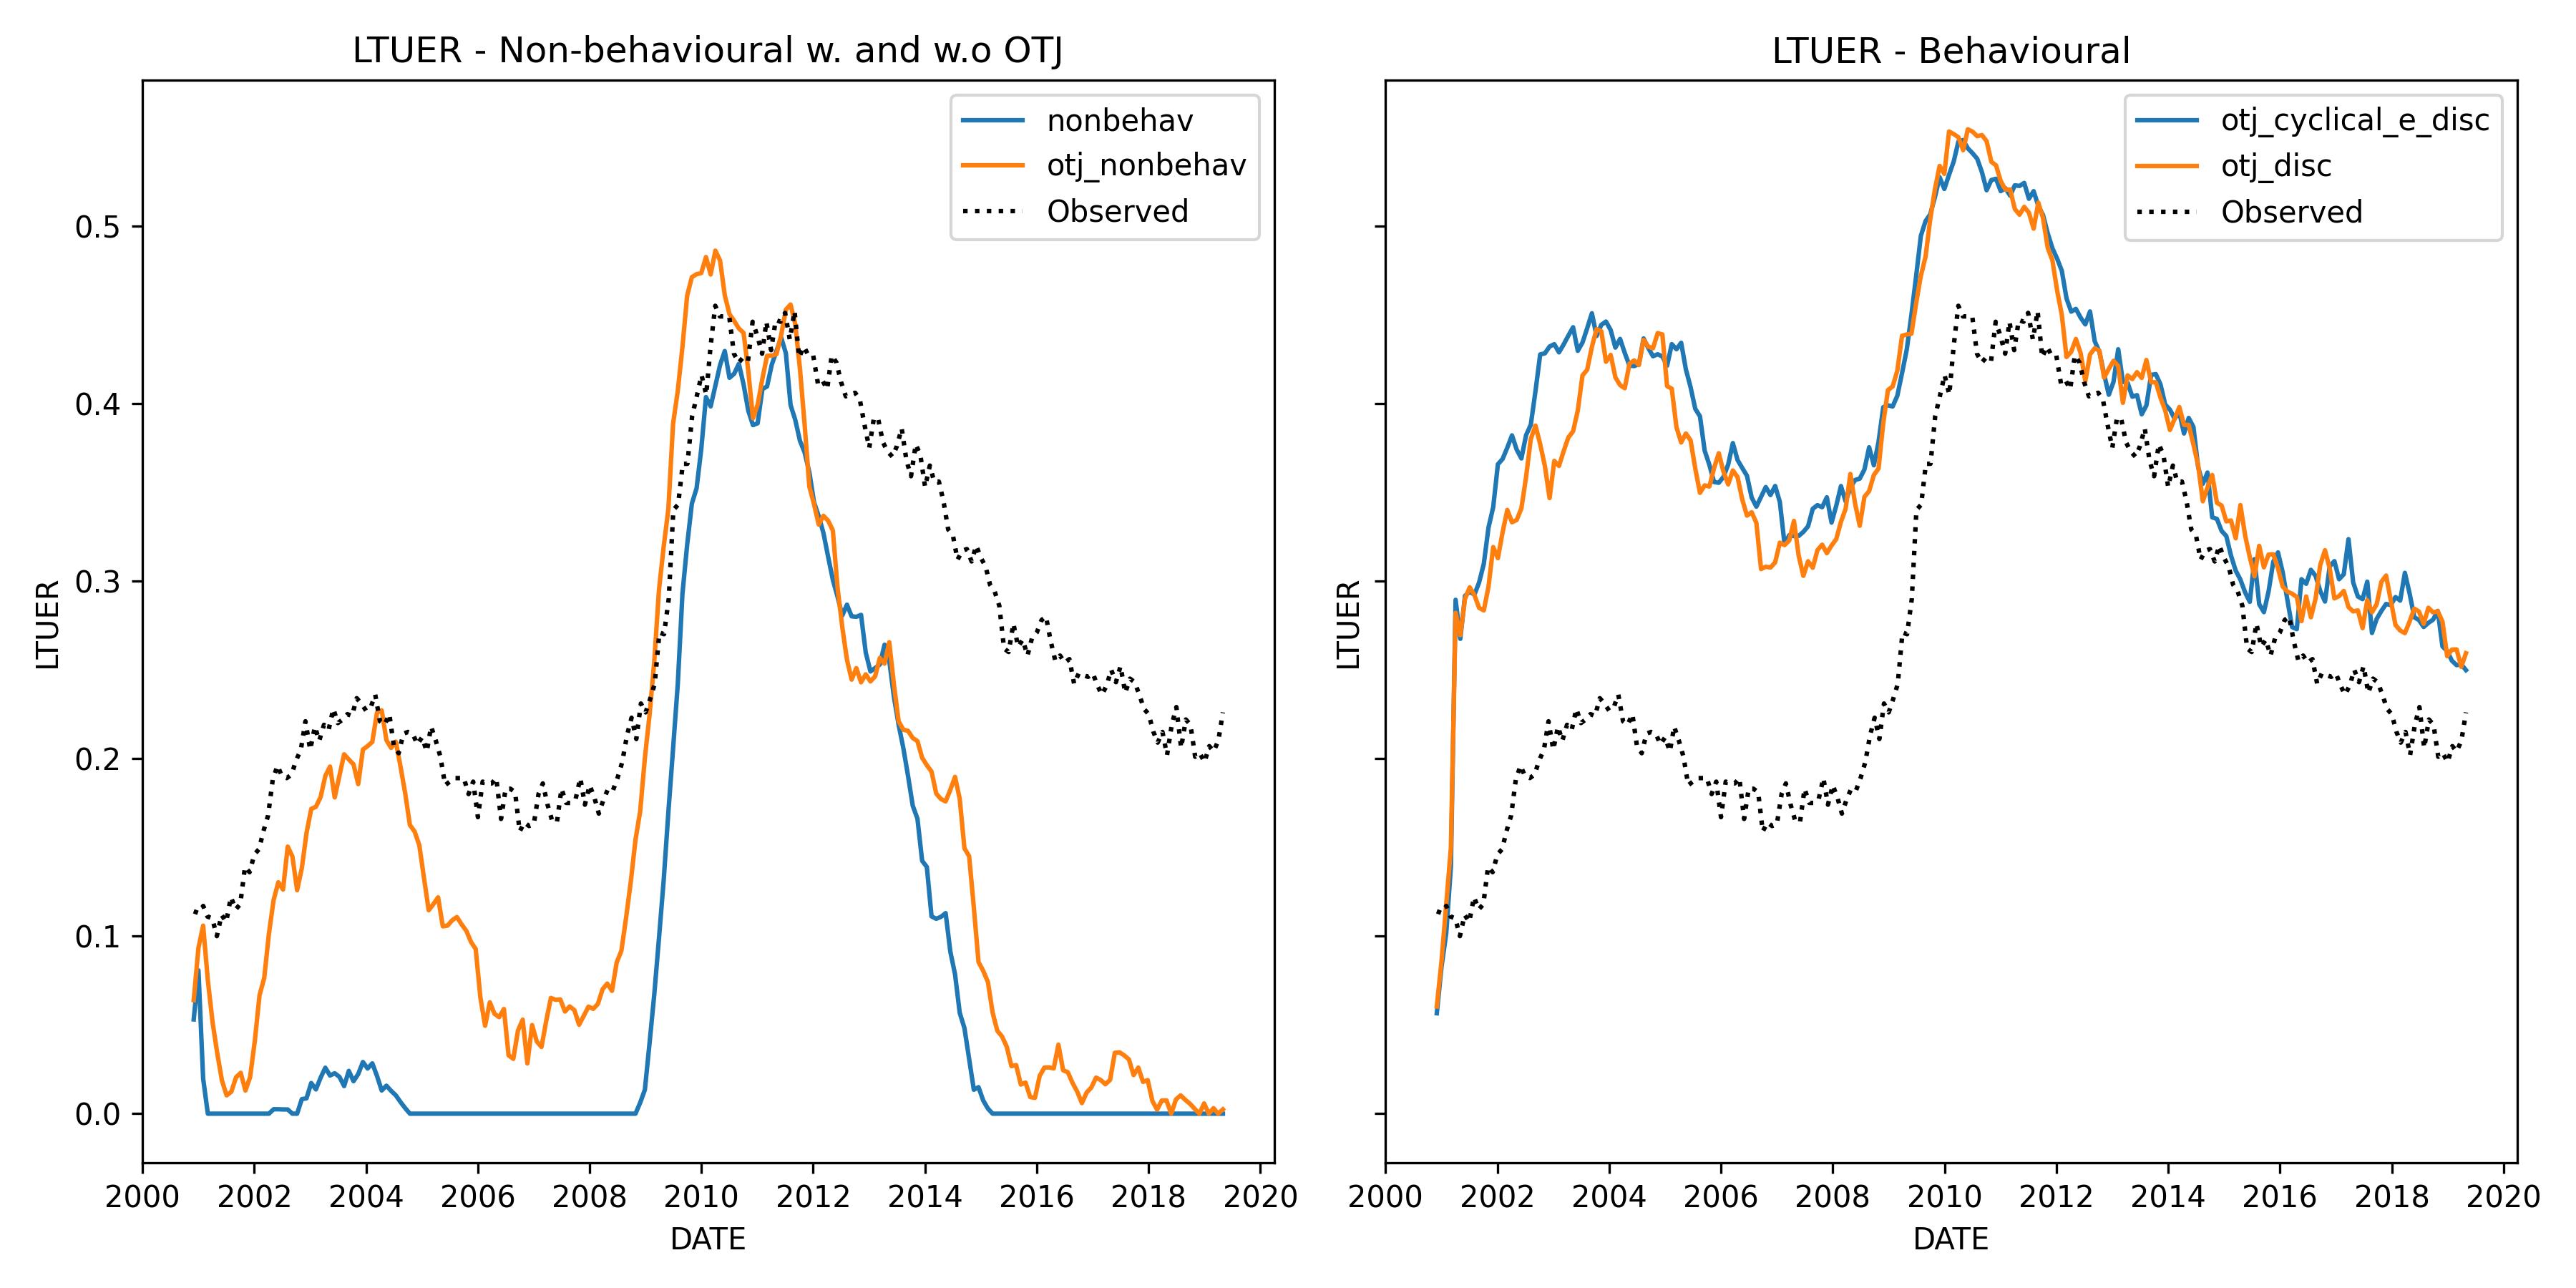 LTUER - Non-behavioural w. and w.o OTJ
nonbehav
otj_nonbehav
Observed
0.5
0.4
0.3
0.2
0.1
0.0
LTUER
2000 2002 2004 2006 2008 2010 2012 2014 2016 2018 2020
DATE
LTUER - Behavioural
otj_cyclical_e_disc
otj_disc
Observed
LTUER
2000 2002 2004 2006 2008 2010 2012 2014 2016 2018 2020
DATE